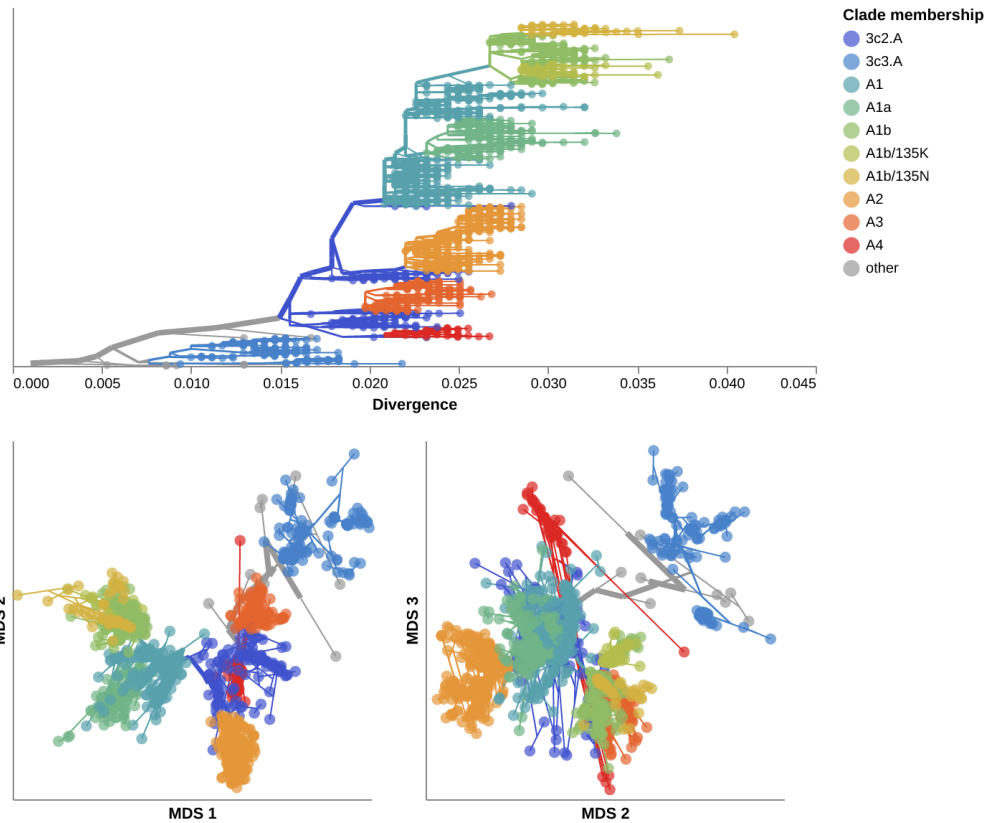 Clade membership
3c2.A
3c3.A
A1
A1a
A1b
A1b/135K
A1b/135N
A2
A3
A4
other
0.000 0.005 0.010 0.015 0.020 0.025 0.030 0.035 0.040 0.045
Divergence
MDS 2
MDS 3
MDS 1
MDS 2